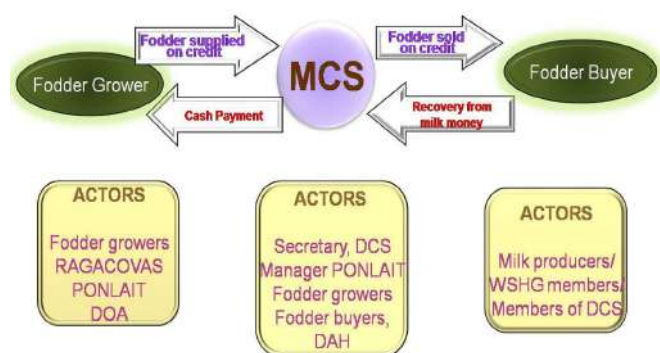 Fodder Grower
Fodder supplied
on credit
Cash Payment
MCS
Fodder sold
on credit
Recovery from
milk money
Fodder Buyer
ACTORS
Fodder growers
RAGACOVAS
PONLAIT
DOA
ACTORS
Secretary, DCS
Manager PONLAIT
Fodder growers
Fodder buyers,
DAH
ACTORS
Milk producers/
WSHG members/
Members of DCS